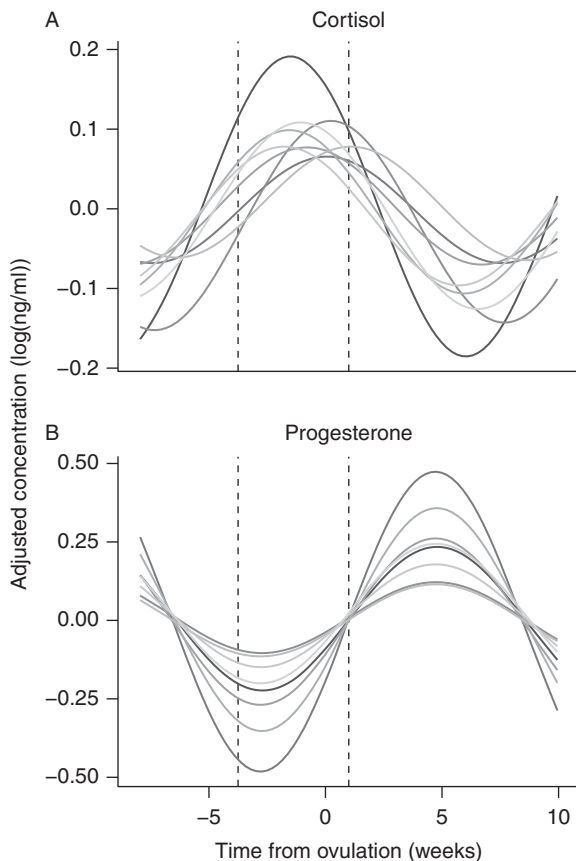 A
Cortisol
0.2
0.1
0.0
−0.1
−0.2
Adjusted concentration (log(ng/ml))
B
Progesterone
0.50
0.25
0.00
−0.25
−0.50
−5
0
5
10
Time from ovulation (weeks)